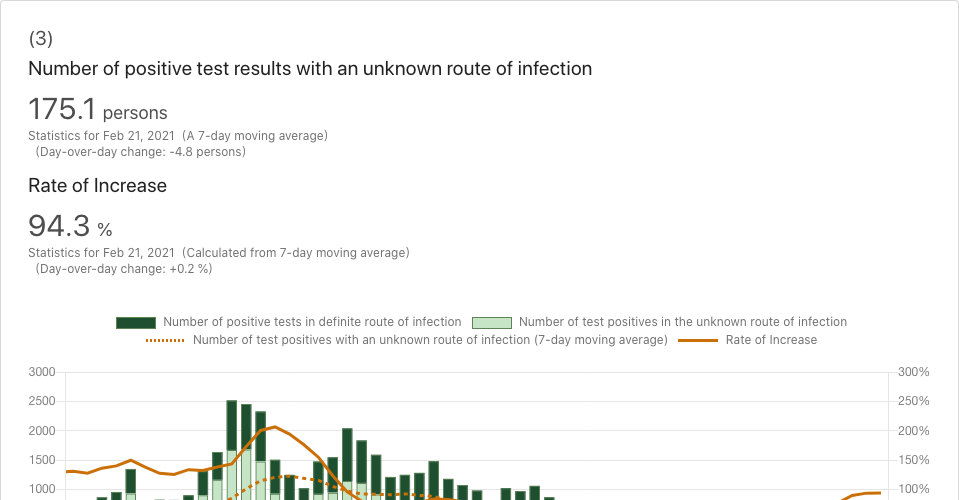 (3)
Number of positive test results with an unknown route of infection
175.1 persons
Statistics for Feb 21, 2021 (A 7-day moving average)
(Day-over-day change: -4.8 persons)
Rate of Increase
94.3 %
Statistics for Feb 21, 2021 (Calculated from 7-day moving average)
(Day-over-day change: +0.2 %)
Number of positive tests in definite route of infection Number of test positives in the unknown route of infection
Number of test positives with an unknown route of infection (7-day moving average) Rate of Increase
3000 300%
2500 250%
2000 200%
1500 150%
1000 100%